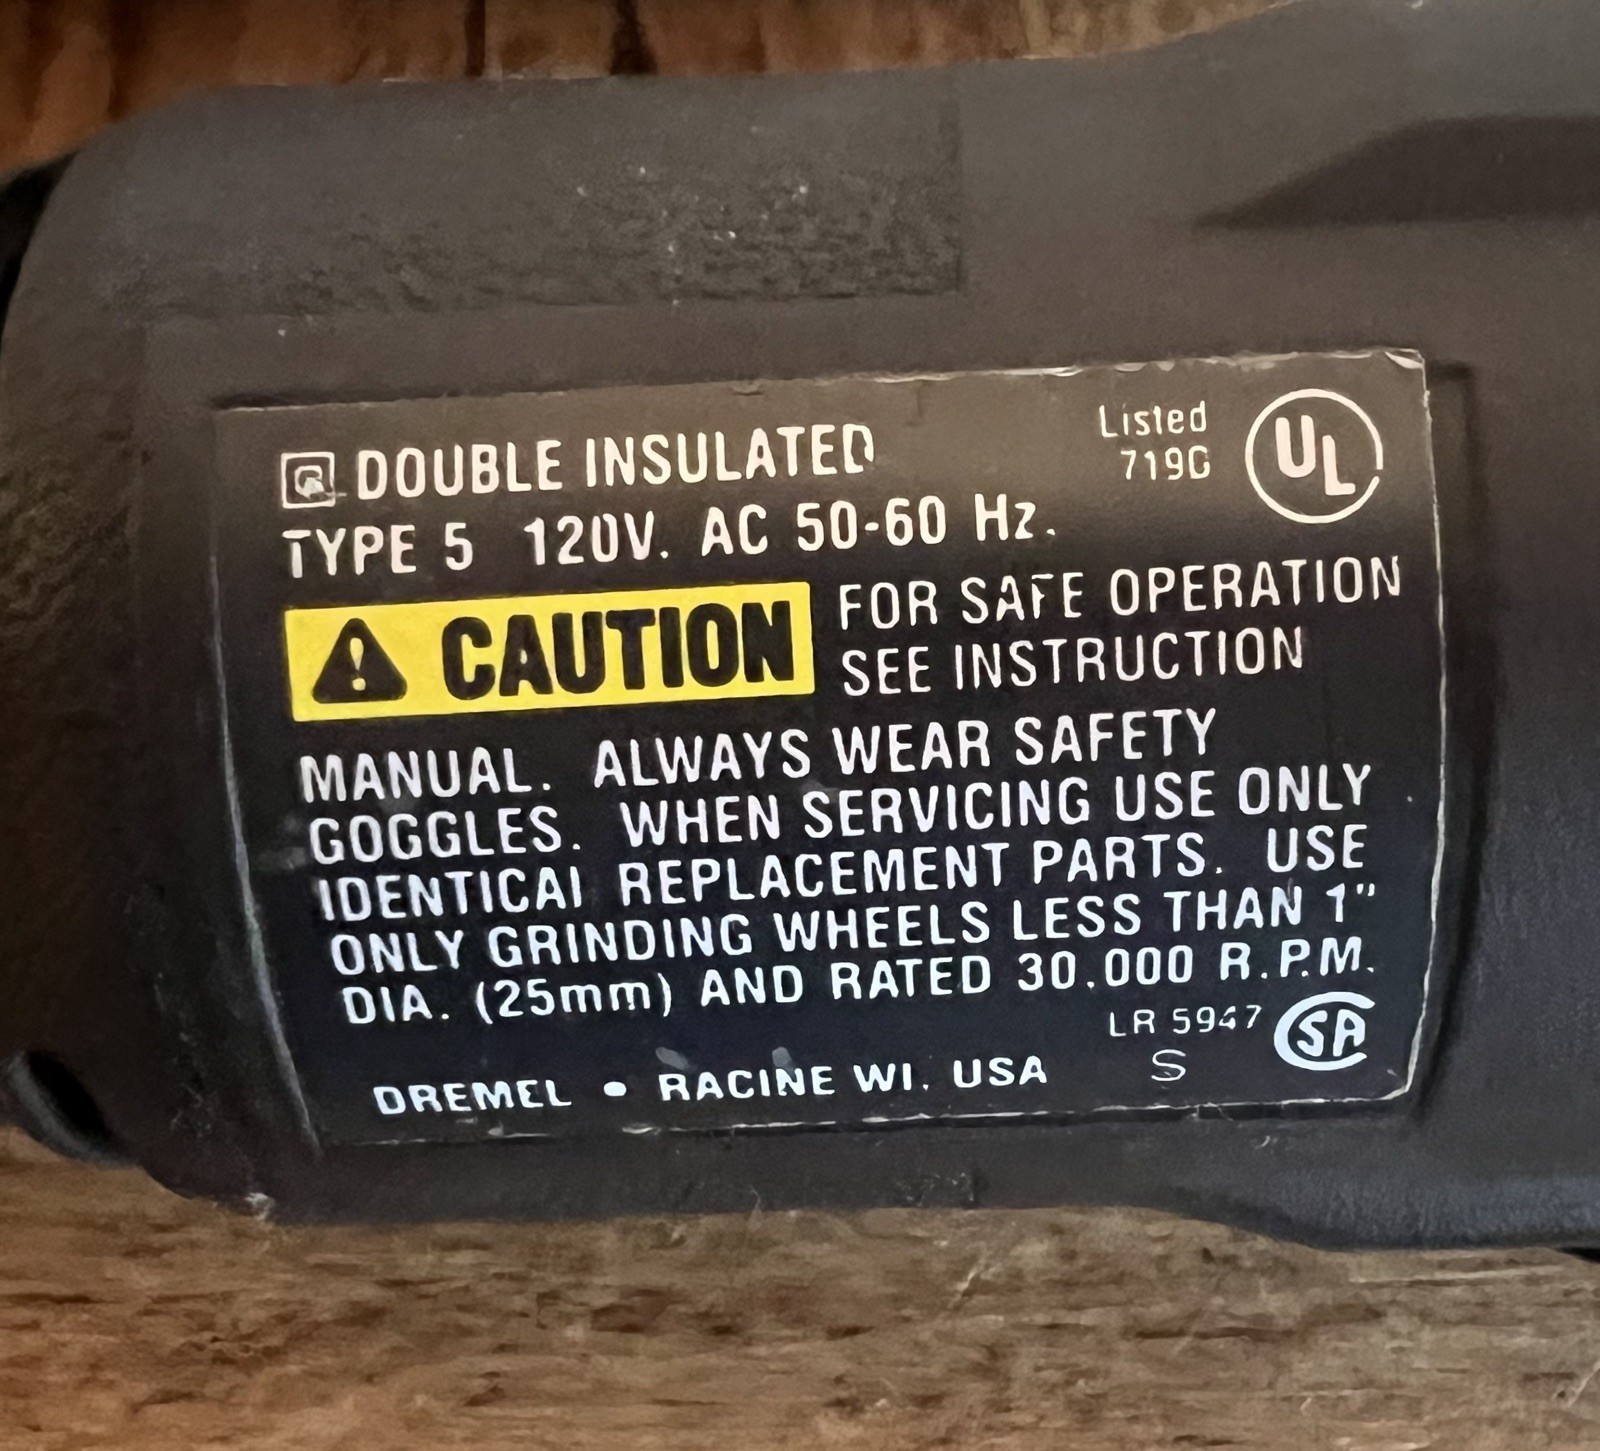 DOUBLE INSULATED
Listed
719G
UL
TYPE 5 120V. AC 50-60 Hz.
CAUTION
FOR SAFE OPERATION
SEE INSTRUCTION
MANUAL. ALWAYS WEAR SAFETY
GOGGLES. WHEN SERVICING USE ONLY
IDENTICAL REPLACEMENT PARTS. USE
ONLY GRINDING WHEELS LESS THAN 1"
DIA. (25mm) AND RATED 30.000 R.P.M.
LR 5947
S
SA
DREMEL • RACINE WI. USA